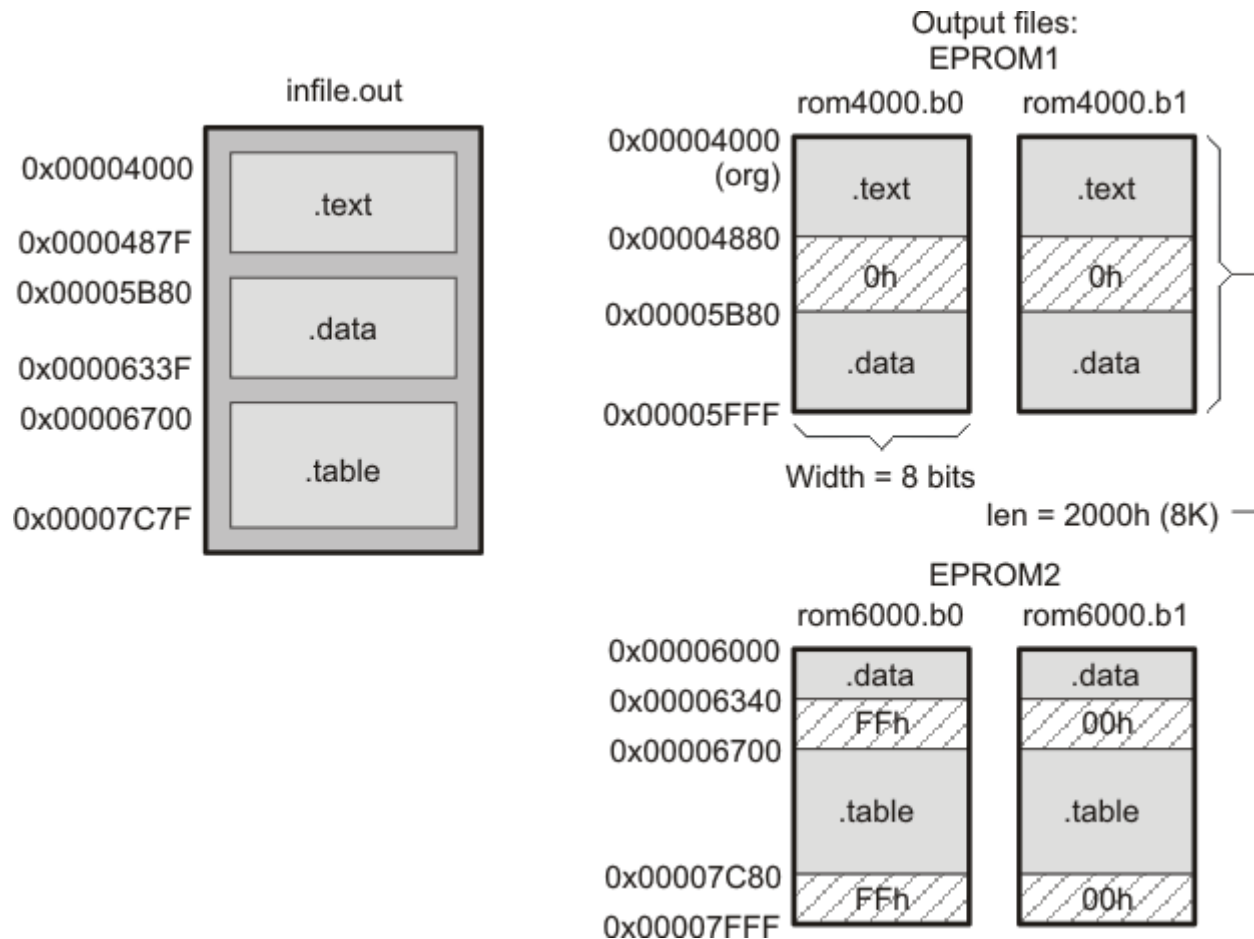 infile.out
0x00004000
.text
0x0000487F
0x00005B80
.data
0x0000633F
0x00006700
.table
0x00007C7F
Output files:
EPROM1
rom4000.b0 rom4000.b1
0x00004000
(org)
.text .text
0x00004880
0h 0h
0x00005B80
.data .data
0x00005FFF
Width = 8 bits
len = 2000h (8K)
EPROM2
rom6000.b0 rom6000.b1
0x00006000
.data .data
0x00006340
FFh 00h
0x00006700
.table .table
0x00007C80
FFh 00h
0x00007FFF